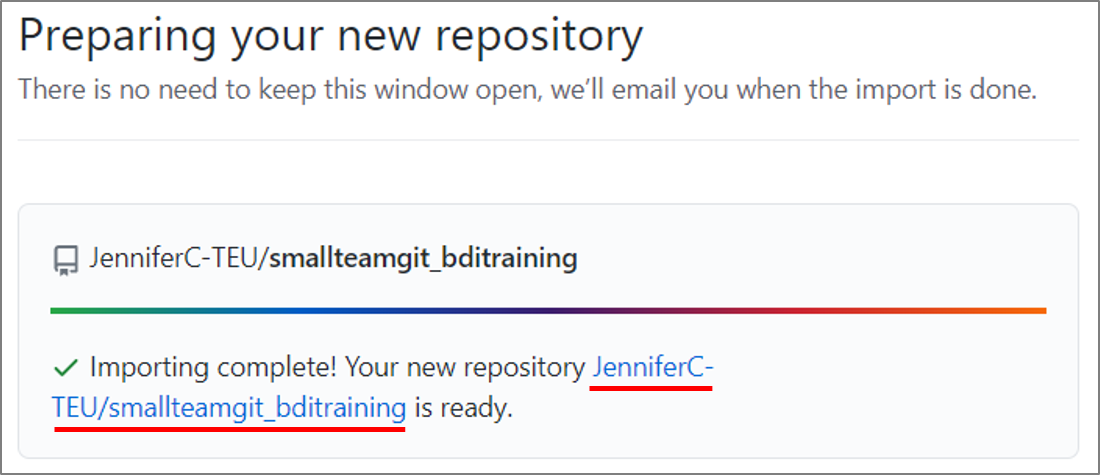 Preparing your new repository
There is no need to keep this window open, we’ll email you when the import is done.
JenniferC-TEU/smallteamgit_bditraining
Importing complete! Your new repository JenniferC-
TEU/smallteamgit_bditraining is ready.